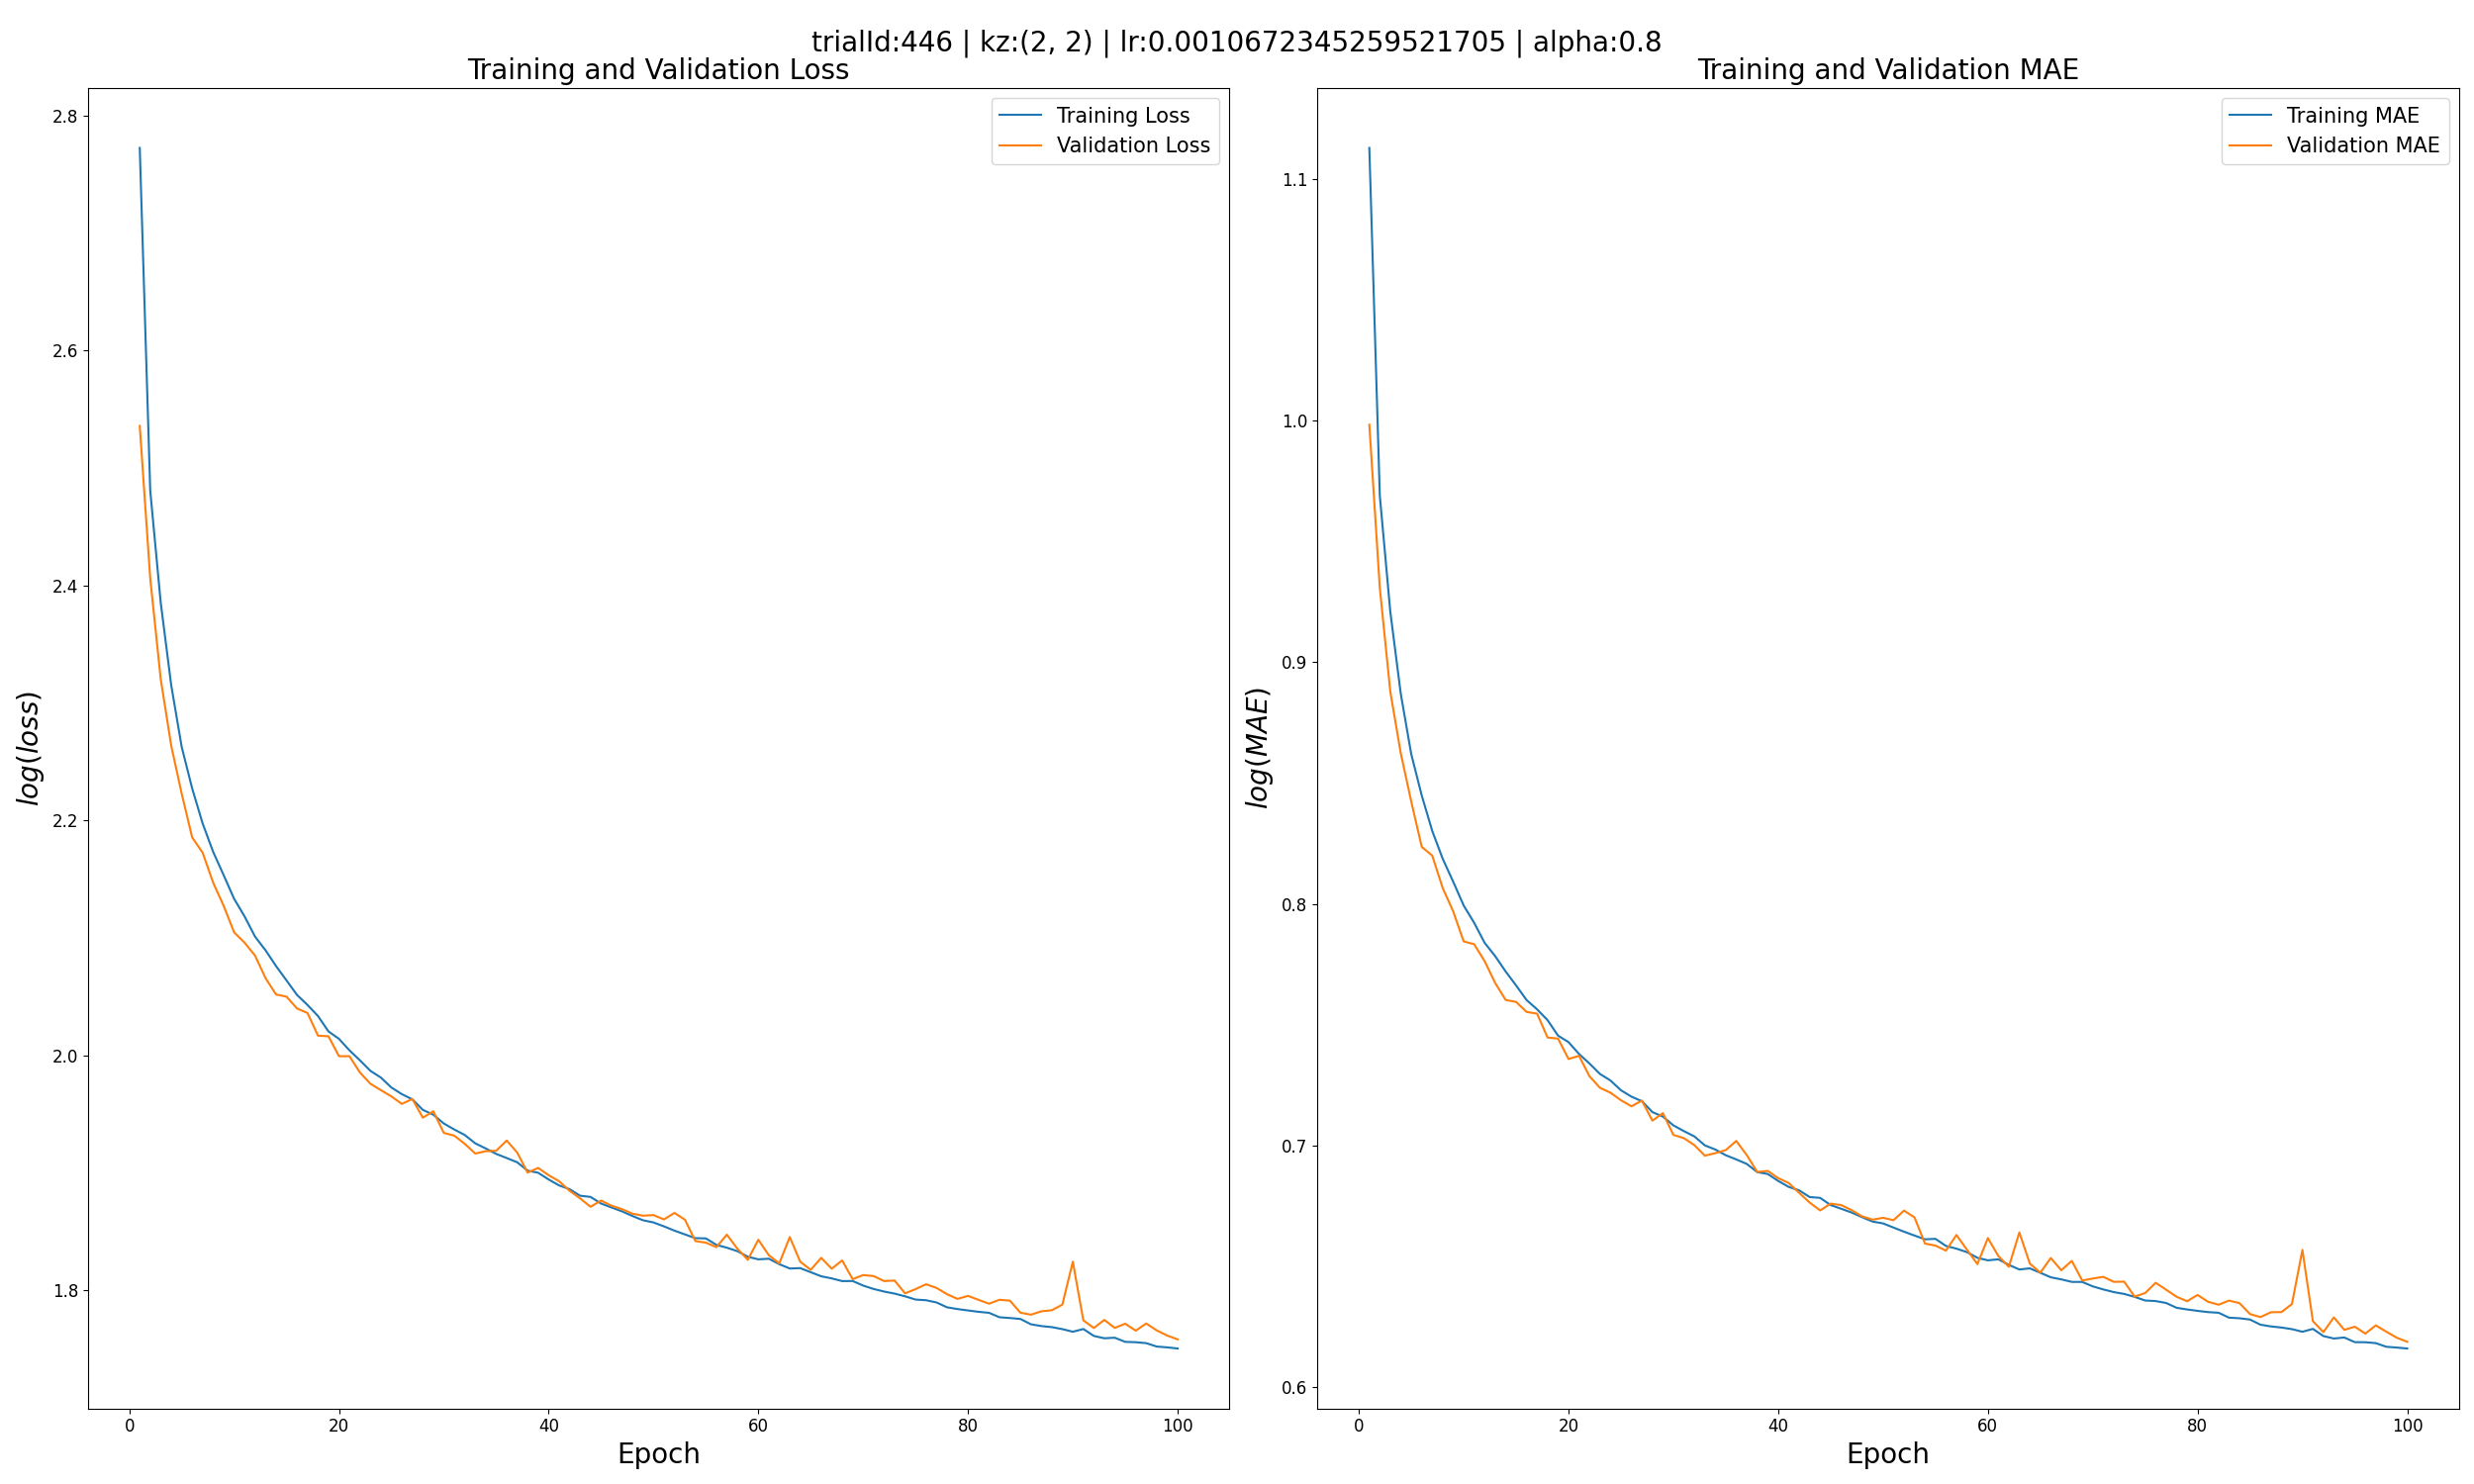 trialId:446 | kz:(2, 2) | lr:0.0010672345259521705 | alpha:0.8
Training and Validation Loss
log(loss)
2.8
2.6
2.4
2.2
2.0
1.8
Training Loss
Validation Loss
0 20 40 60 80 100
Epoch
Training and Validation MAE
log(MAE)
1.1
1.0
0.9
0.8
0.7
0.6
Training MAE
Validation MAE
0 20 40 60 80 100
Epoch